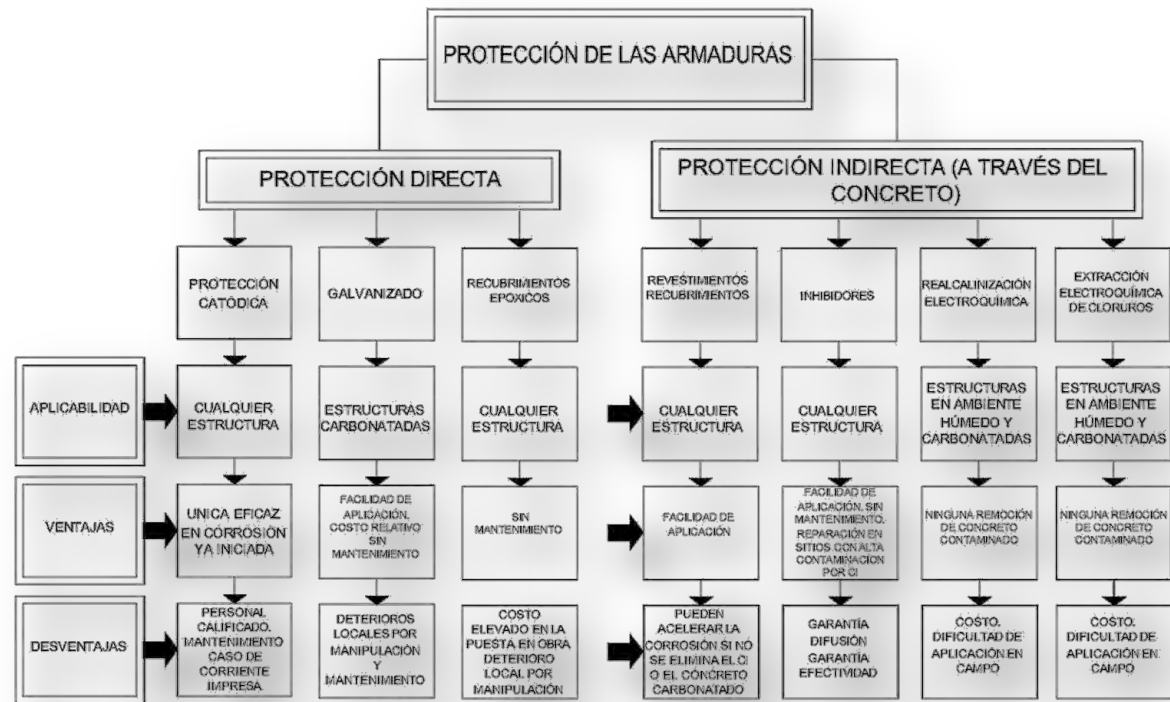 PROTECCIÓN DE LAS ARMADURAS
PROTECCIÓN DIRECTA
PROTECCIÓN INDIRECTA (A TRAVÉS DEL
CONCRETO)
PROTECCIÓN
CATÓDICA
GALVANIZADO
RECUBRIMIENTOS
EPOXICOS
REVESTIMIENTOS
RECUBRIMIENTOS
INHIBIDORES
REALCALINIZACIÓN
ELECTROQUÍMICA
EXTRACCIÓN
ELECTROQUÍMICA
DE CLORUROS
APLICABILIDAD
CUALQUIER
ESTRUCTURA
ESTRUCTURAS
CARBONATADAS
CUALQUIER
ESTRUCTURA
CUALQUIER
ESTRUCTURA
CUALQUIER
ESTRUCTURA
ESTRUCTURAS
EN AMBIENTE
HÚMEDO Y
CARBONATADAS
ESTRUCTURAS
EN AMBIENTE
HÚMEDO Y
CARBONATADAS
VENTAJAS
UNICA EFICAZ
EN CORROSIÓN
YA INICIADA
FACILIDAD DE
APLICACIÓN,
COSTO RELATIVO
SIN
MANTENIMIENTO
SIN
MANTENIMIENTO
FACILIDAD DE
APLICACIÓN
FACILIDAD DE
APLICACIÓN, SIN
MANTENIMIENTO,
REPARACIÓN EN
SITIOS CON ALTA
CONTAMINACIÓN
POR Cl
NINGUNA REMOCIÓN
DE CONCRETO
CONTAMINADO
NINGUNA REMOCIÓN
DE CONCRETO
CONTAMINADO
DESVENTAJAS
PERSONAL
CALIFICADO.
MANTENIMIENTO
CASO DE
CORRIENTE
IMPRESA
DETERIOROS
LOCALES POR
MANIPULACIÓN
Y
MANTENIMIENTO
COSTO
ELEVADO EN LA
PUESTA EN OBRA
DETERIORO
LOCAL POR
MANIPULACIÓN
PUEDEN
ACELERAR LA
CORROSIÓN SI NO
SE ELIMINA EL Cl
O EL CONCRETO
CARBONATADO
GARANTÍA
DIFUSIÓN
GARANTÍA
EFECTIVIDAD
COSTO.
DIFICULTAD DE
APLICACIÓN EN
CAMPO
COSTO.
DIFICULTAD DE
APLICACIÓN EN
CAMPO